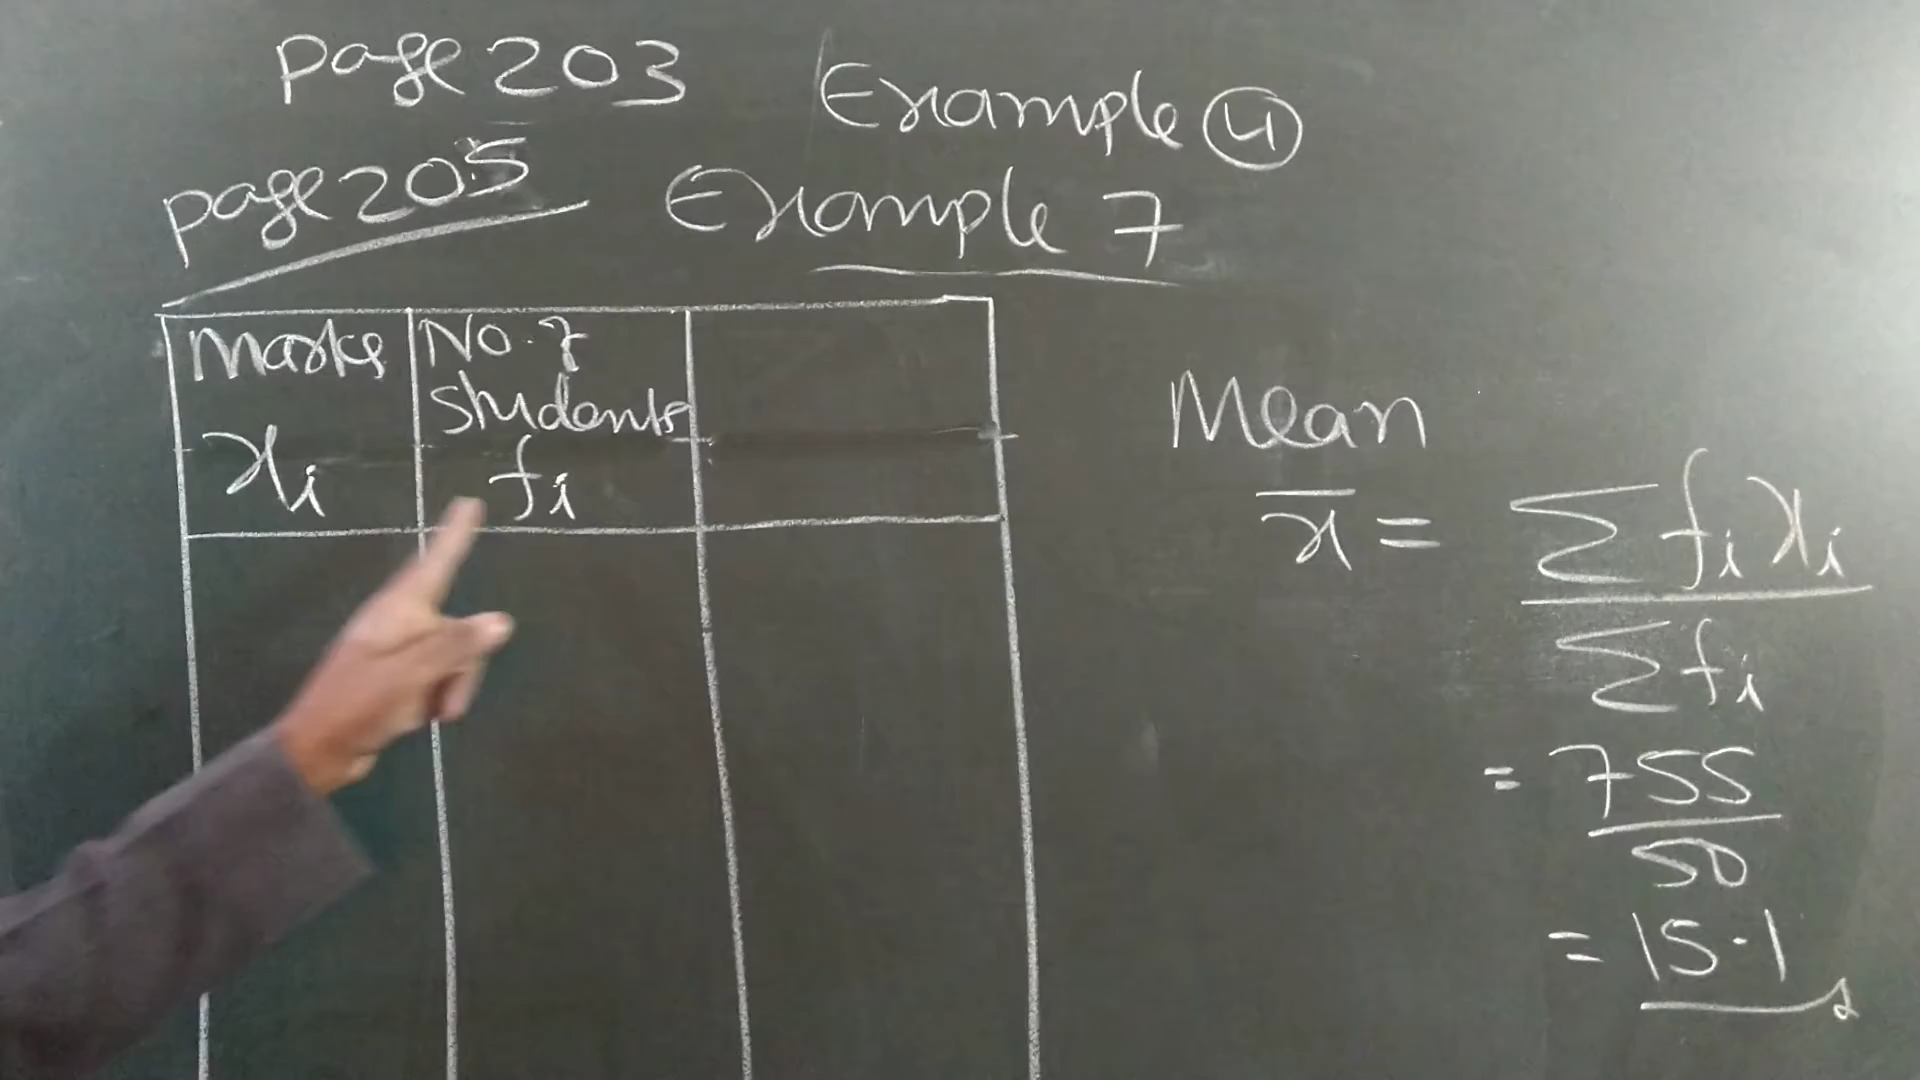 page 203 Example 4
page 205 Example 7
Marks
No. of
students
xi
fi
Mean
x̄ = Σfixi
Σfi
= 755
50
= 15.1